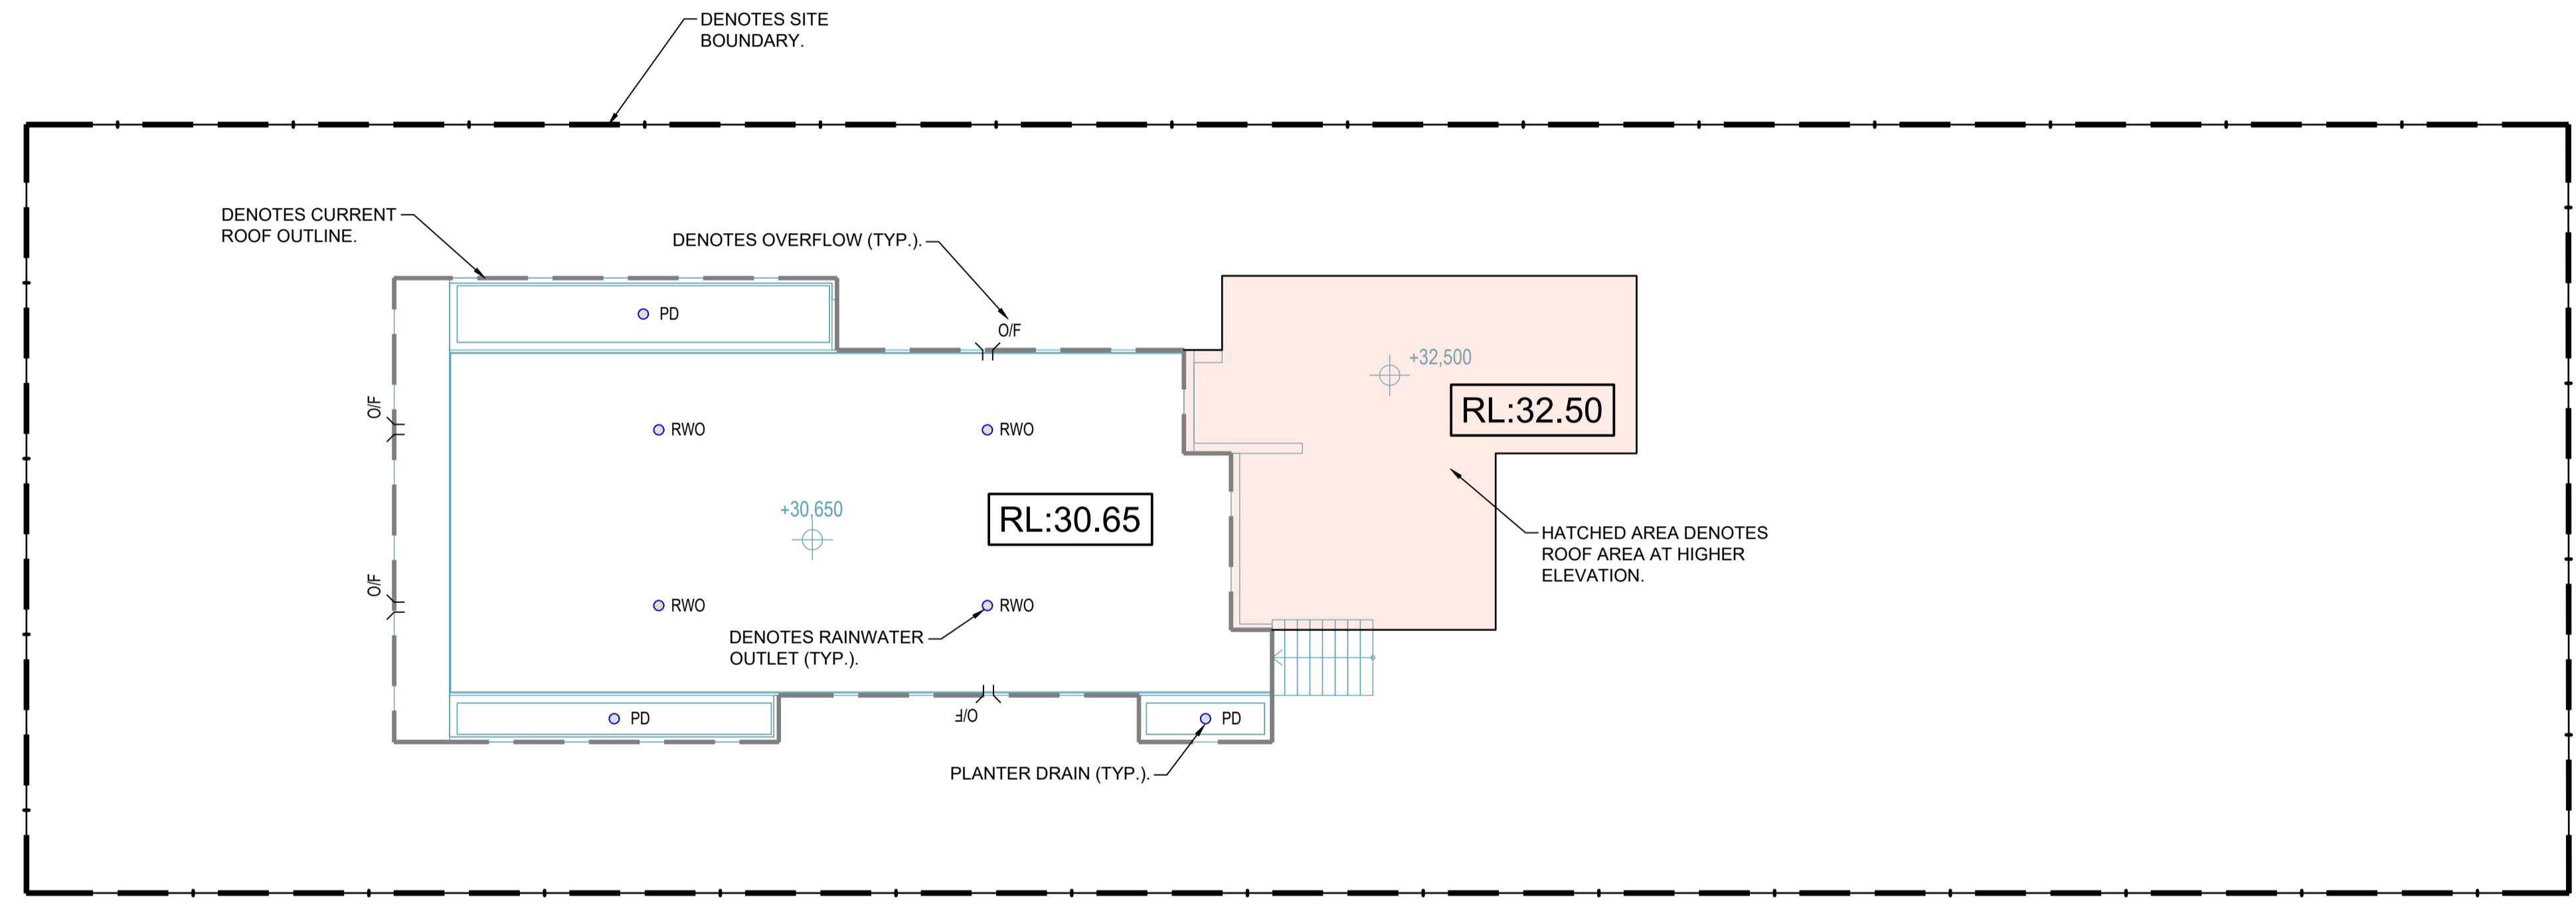 DENOTES SITE
BOUNDARY.
DENOTES CURRENT
ROOF OUTLINE.
DENOTES OVERFLOW (TYP.).
PD
O/F
+32,500
RL:32.50
O/F
RWO
RWO
+30,650
RL:30.65
HATCHED AREA DENOTES
ROOF AREA AT HIGHER
ELEVATION.
O/F
RWO
RWO
DENOTES RAINWATER
OUTLET (TYP.).
PD
O/F
PD
PLANTER DRAIN (TYP.).